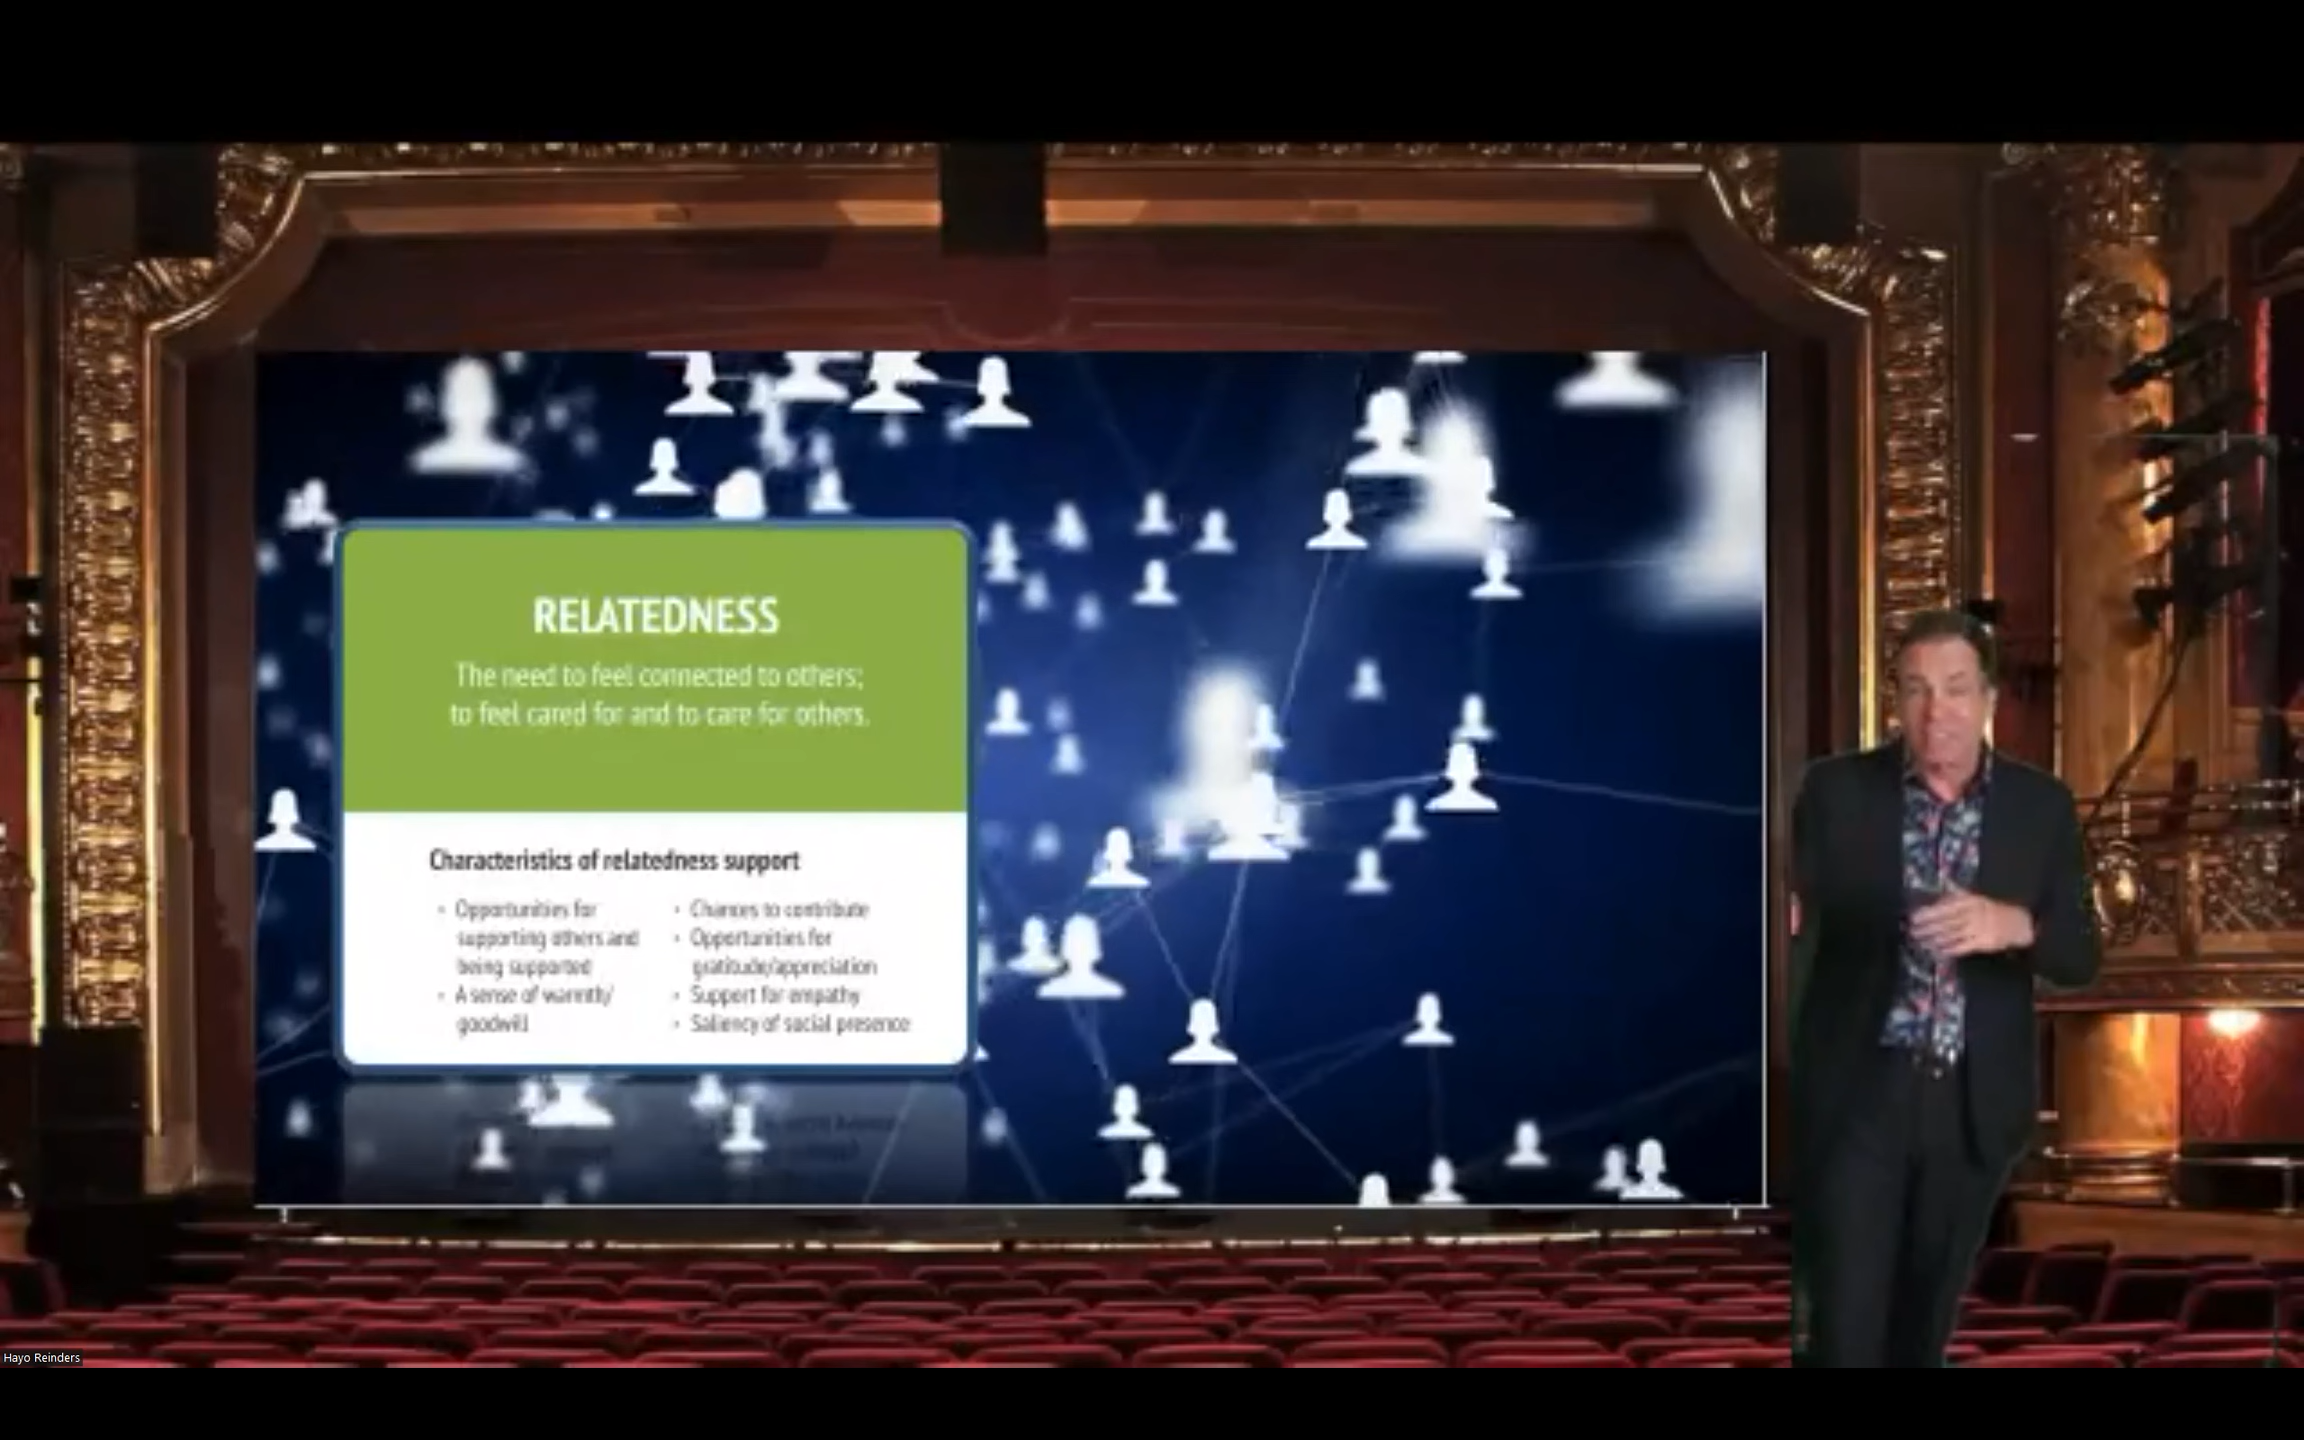 RELATEDNESS
The need to feel connected to others;
to feel cared for and to care for others.
Characteristics of relatedness support
• Opportunities for
supporting others and
being supported
• A sense of warmth/
goodwill
• Chances to contribute
• Opportunities for
gratitude/appreciation
• Support for empathy
• Saliency of social presence
Hayo Reinders